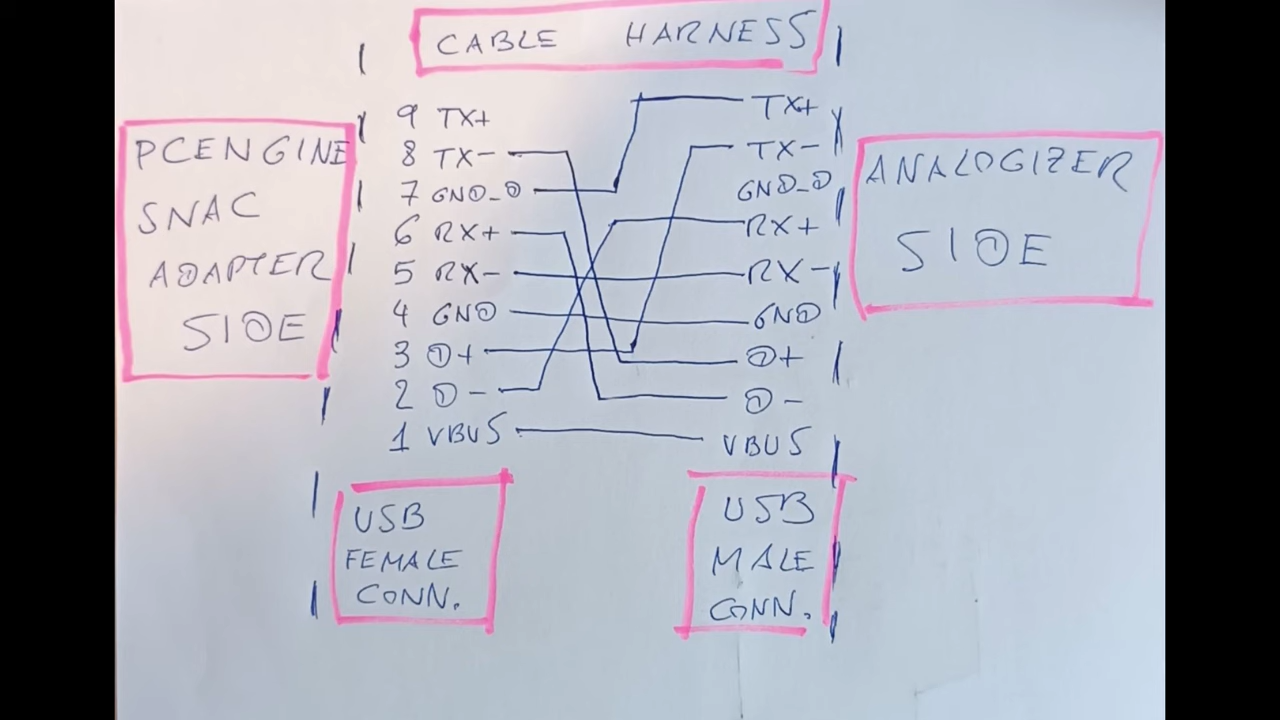 CABLE HARNESS
PCENGINE
SNAC
ADAPTER
SIDE
9 TX+
8 TX-
7 GND_D
6 RX+
5 RX-
4 GND
3 D+
2 D-
1 VBUS
TX+
TX-
GND_D
RX+
RX-
GND
D+
D-
VBUS
ANALOGIZER
SIDE
USB
FEMALE
CONN.
USB
MALE
CONN.